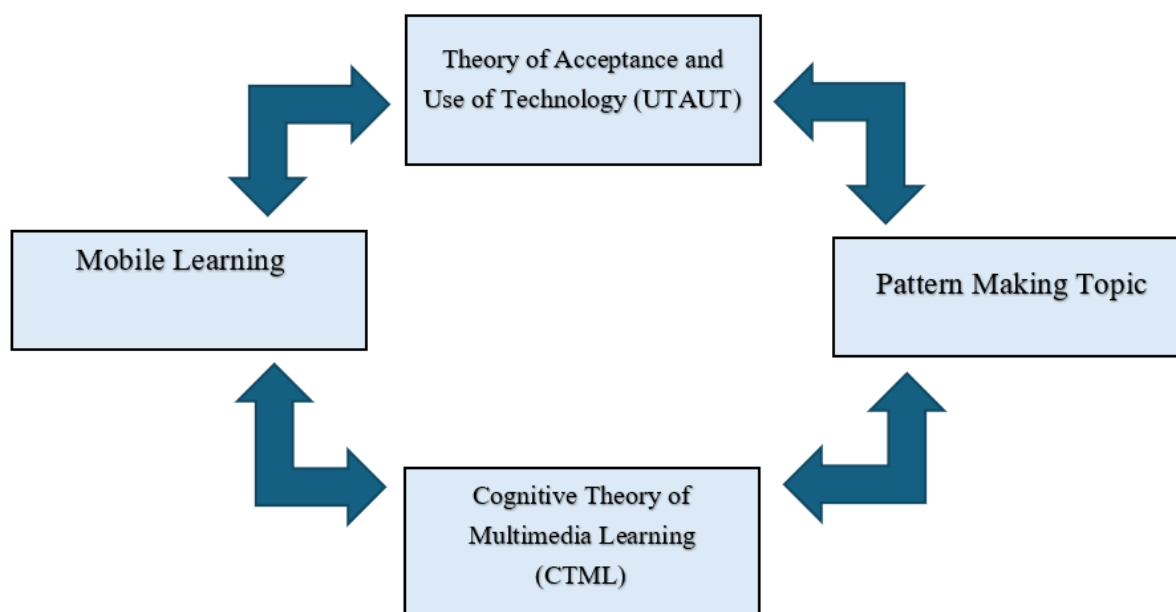 Theory of Acceptance and
Use of Technology (UTAUT)
Mobile Learning
Pattern Making Topic
Cognitive Theory of
Multimedia Learning
(CTML)